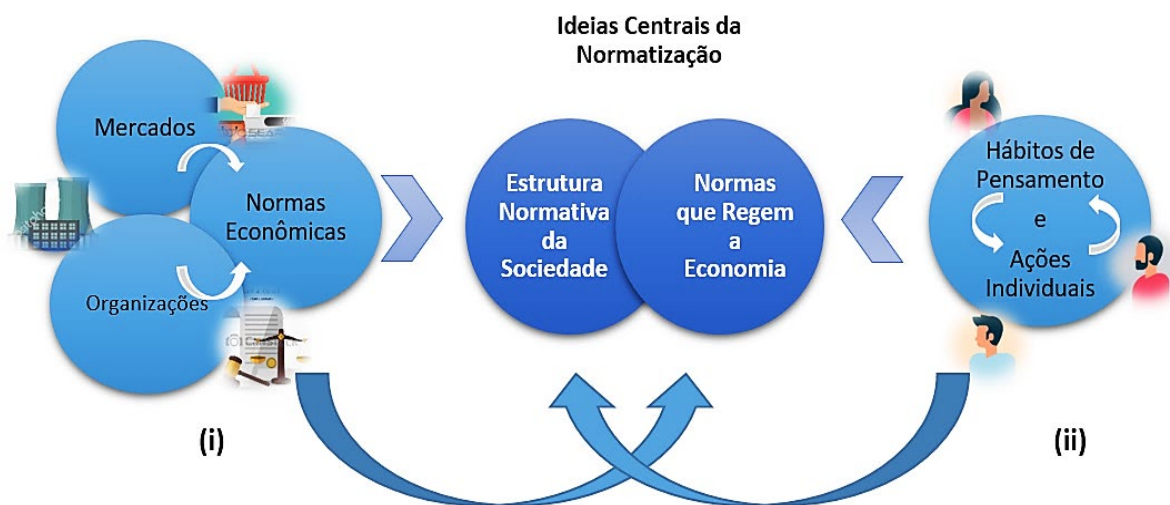 Ideias Centrais da
Normatização
Mercados
Normas
Econômicas
Organizações
(i)
Estrutura
Normativa
da
Sociedade
Normas
que Regem
a
Economia
Hábitos de
Pensamento
e
Ações
Individuais
(ii)